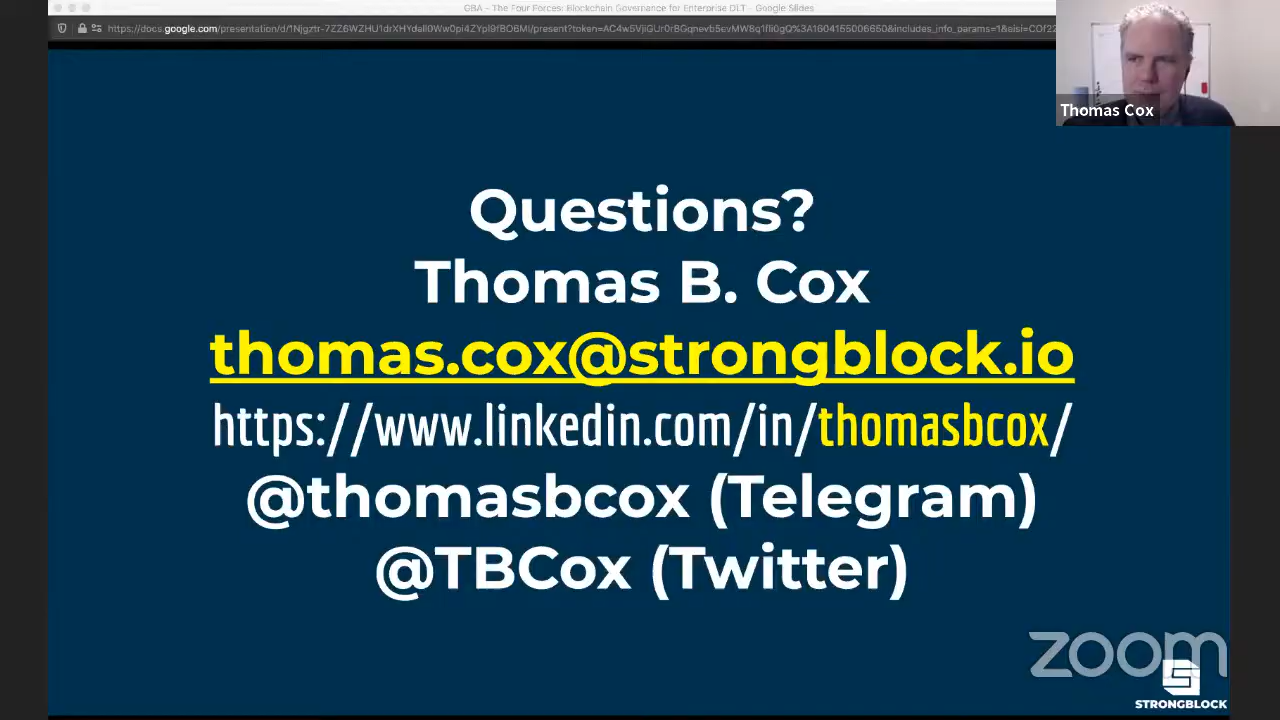 GBA - The Four Forces: Blockchain Governance for Enterprise DLT - Google Slides
Thomas Cox
Questions?
Thomas B. Cox
thomas.cox@strongblock.io
https://www.linkedin.com/in/thomasbcox/
@thomasbcox (Telegram)
@TBCox (Twitter)
zoom
STRONGBLOCK